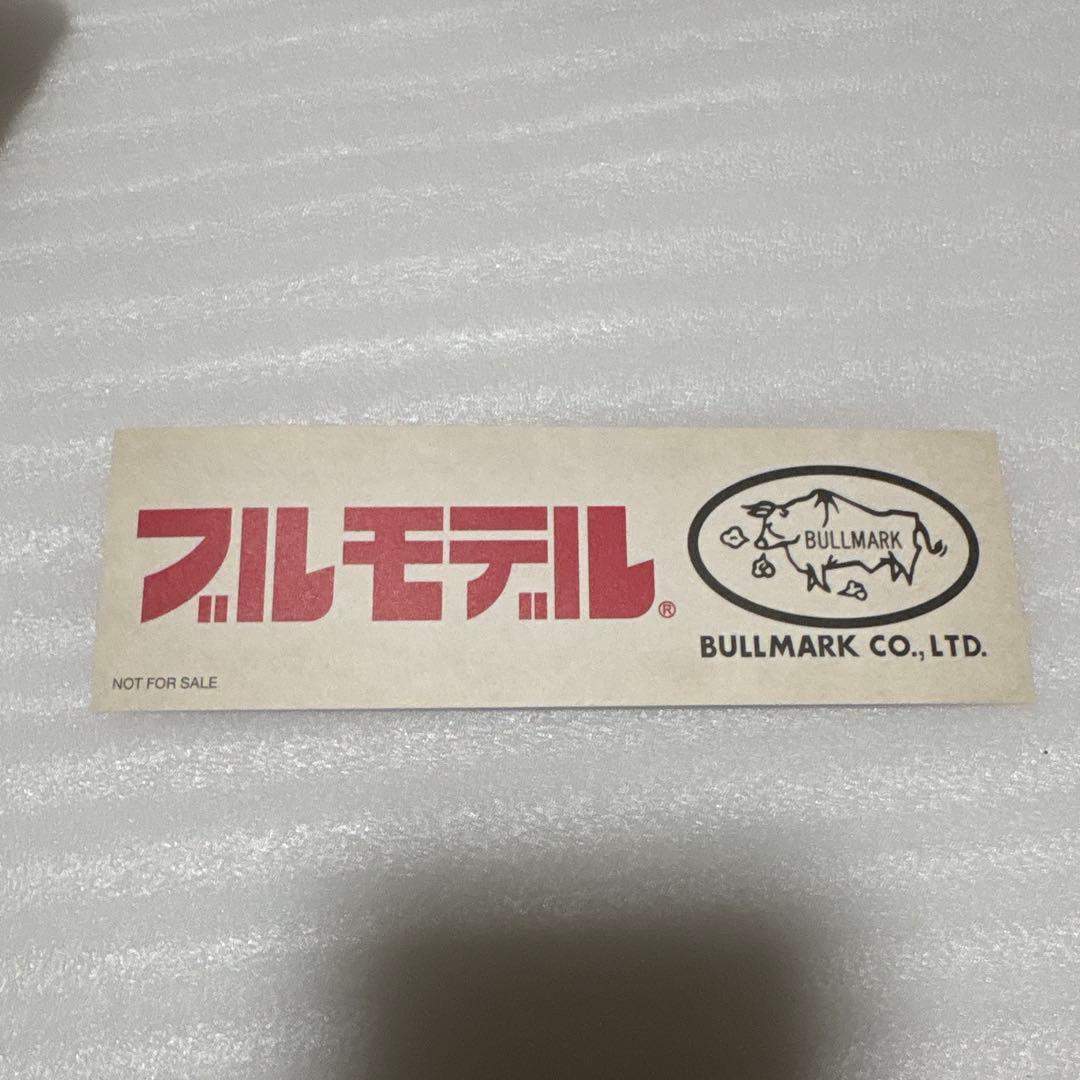 ブルモデル®
BULLMARK
BULLMARK CO., LTD.
NOT FOR SALE